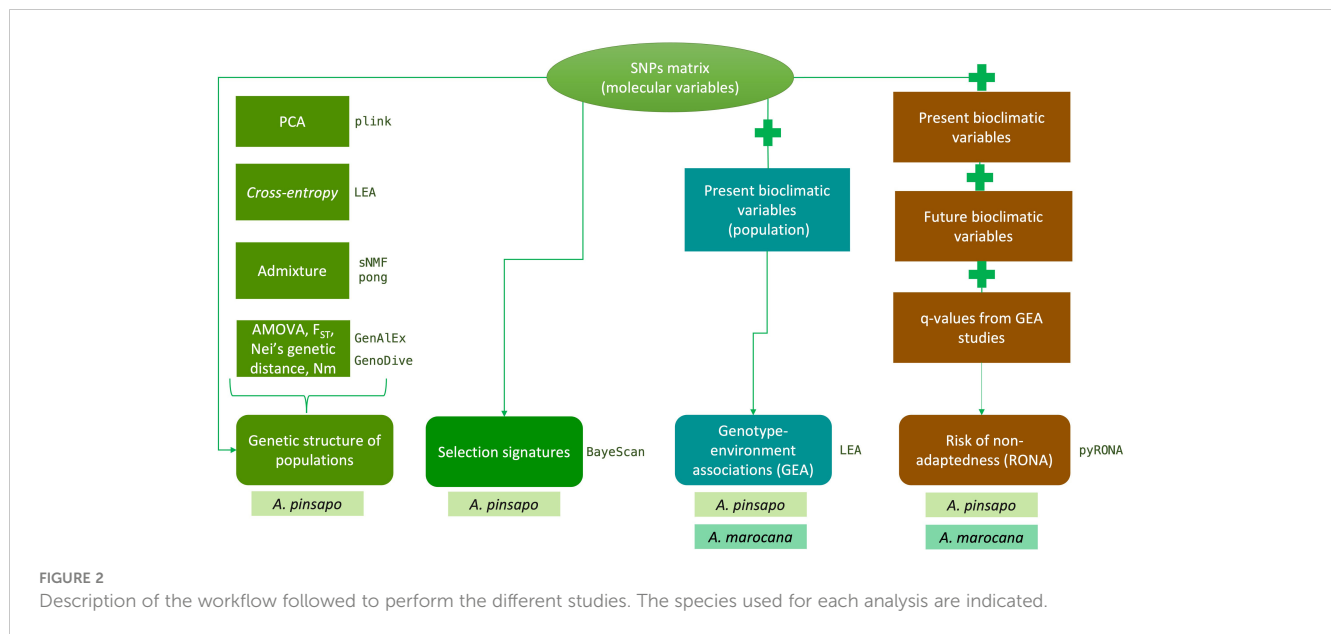 SNPs matrix
(molecular variables)
PCA
plink
Cross-entropy
LEA
Admixture
sNMF
pong
AMOVA, FST,
Nei's genetic
distance, Nm
GenAlEx
GenoDive
Genetic structure of
populations
A. pinsapo
Selection signatures
BayeScan
A. pinsapo
Present bioclimatic
variables
(population)
Genotype-
environment
associations (GEA)
LEA
A. pinsapo
A. marocana
Present bioclimatic
variables
Future bioclimatic
variables
q-values from GEA
studies
Risk of non-
adaptedness (RONA)
pyRONA
A. pinsapo
A. marocana
FIGURE 2
Description of the workflow followed to perform the different studies. The species used for each analysis are indicated.